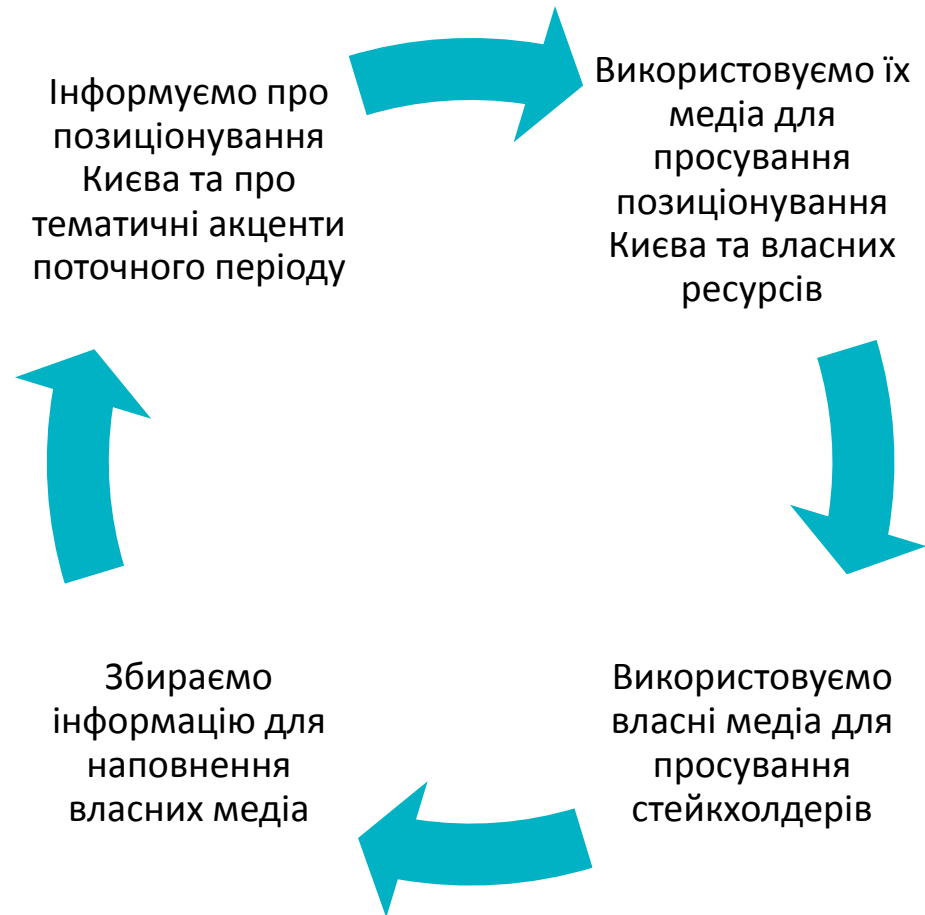 Інформуємо про
позиціонування
Києва та про
тематичні акценти
поточного періоду
Використовуємо їх
медіа для
просування
позиціонування
Києва та власних
ресурсів
Використовуємо
власні медіа для
просування
стейкхолдерів
Збираємо
інформацію для
наповнення
власних медіа